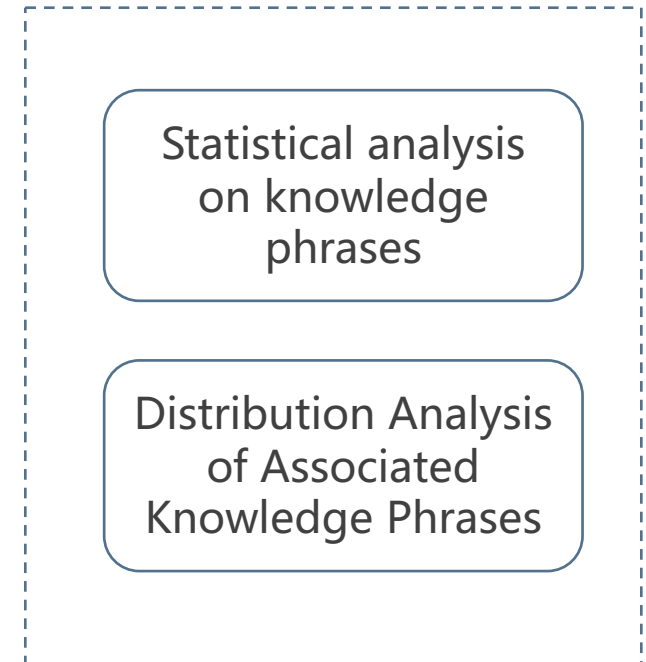 Statistical analysis
on knowledge
phrases
Distribution Analysis
of Associated
Knowledge Phrases